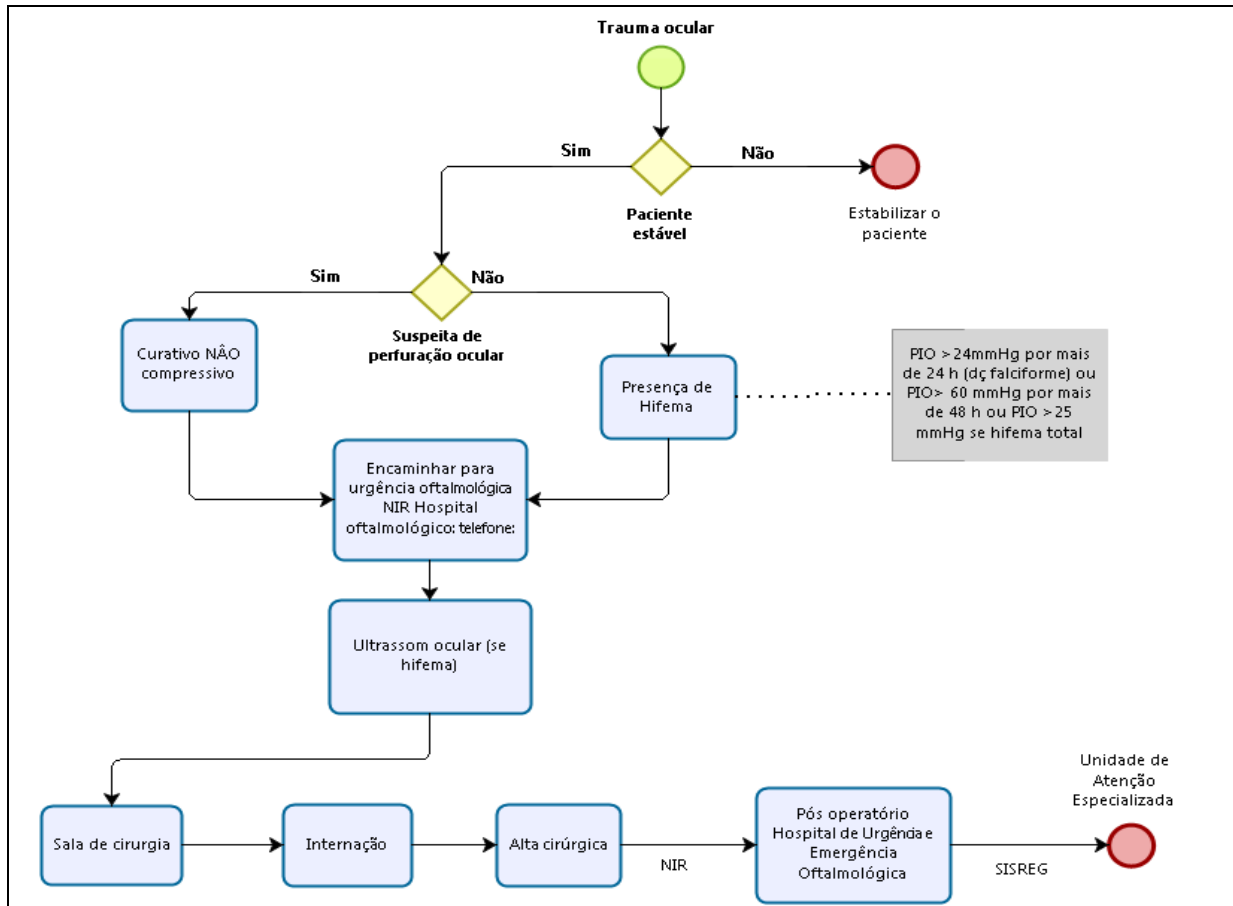 Trauma ocular
Sim
Não
Paciente
estável
Estabilizar o
paciente
Sim
Não
Suspeita de
perfuração ocular
Curativo NÂO
compressivo
Presença de
Hifema
PIO >24mmHg por mais
de 24 h (dç falciforme) ou
PIO> 60 mmHg por mais
de 48 h ou PIO >25
mmHg se hifema total
Encaminhar para
urgência oftalmológica
NIR Hospital
oftalmológico: telefone:
Ultrassom ocular (se
hifema)
Sala de cirurgia
Internação
Alta cirúrgica
NIR
Pós operatório
Hospital de Urgência e
Emergência
Oftalmológica
SISREG
Unidade de
Atenção
Especializada